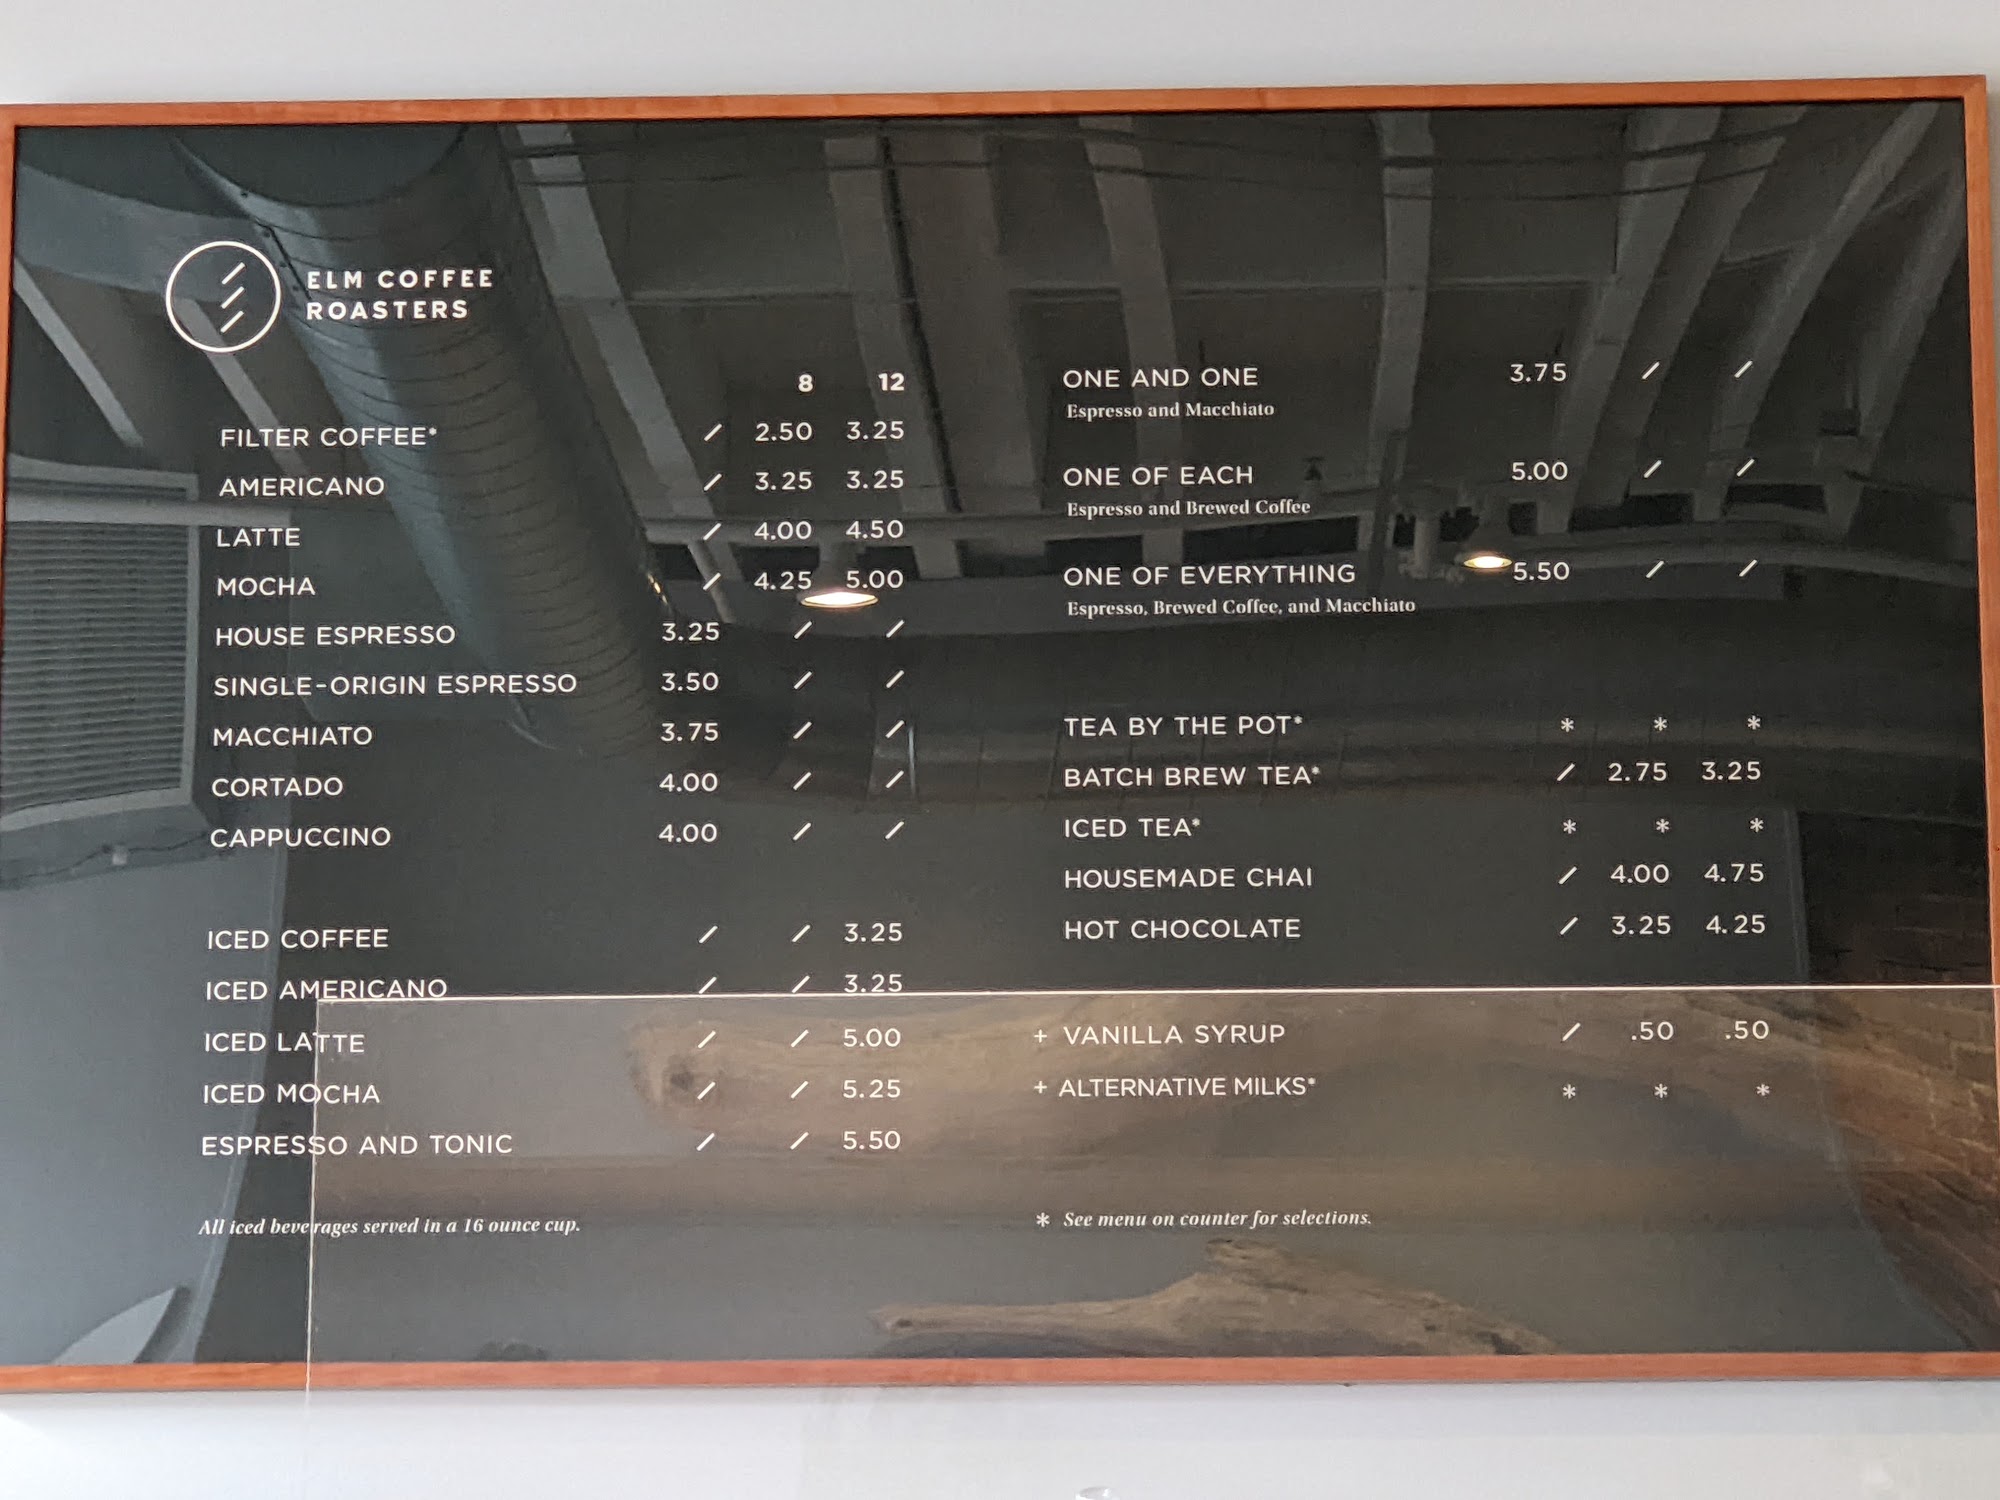 ELM COFFEE
ROASTERS
8 12
FILTER COFFEE* / 2.50 3.25
AMERICANO / 3.25 3.25
LATTE / 4.00 4.50
MOCHA / 4.25 5.00
HOUSE ESPRESSO 3.25 / /
SINGLE-ORIGIN ESPRESSO 3.50 / /
MACCHIATO 3.75 / /
CORTADO 4.00 / /
CAPPUCCINO 4.00 / /
ICED COFFEE / / 3.25
ICED AMERICANO / / 3.25
ICED LATTE / / 5.00
ICED MOCHA / / 5.25
ESPRESSO AND TONIC / / 5.50
All iced beverages served in a 16 ounce cup.
ONE AND ONE 3.75 / /
Espresso and Macchiato
ONE OF EACH 5.00 / /
Espresso and Brewed Coffee
ONE OF EVERYTHING 5.50 / /
Espresso, Brewed Coffee, and Macchiato
TEA BY THE POT* * * *
BATCH BREW TEA* / 2.75 3.25
ICED TEA* * * *
HOUSEMADE CHAI / 4.00 4.75
HOT CHOCOLATE / 3.25 4.25
+ VANILLA SYRUP / .50 .50
+ ALTERNATIVE MILKS* * * *
* See menu on counter for selections.